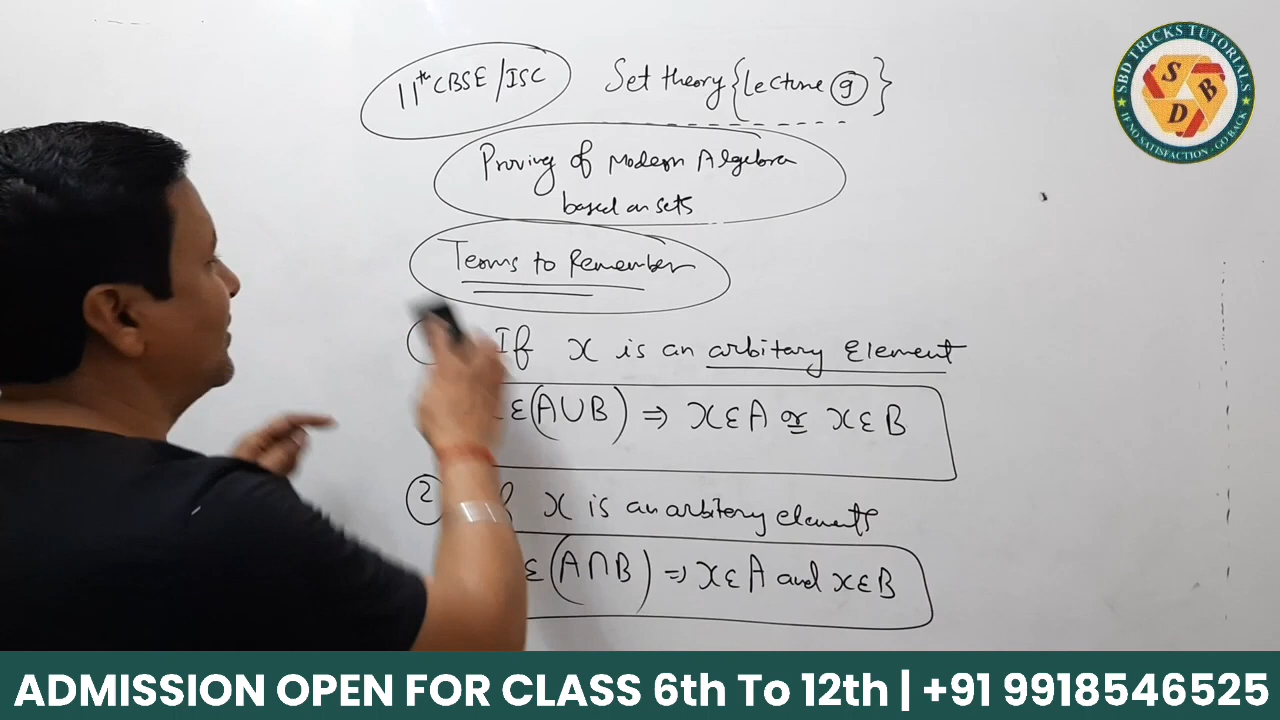 11th CBSE/ISC
Set theory {lecture 9}
Proving of Modern Algebra
based on sets
Terms to Remember
If x is an arbitary Element
ε(A∪B) ⇒ x ε A or x ε B
2 x is an arbitory elements
ε(A∩B) ⇒ x ε A and x ε B
SBD TRICKS TUTORIALS
S
B
D
IF NO SATISFACTION - GO BACK
ADMISSION OPEN FOR CLASS 6th To 12th | +91 9918546525